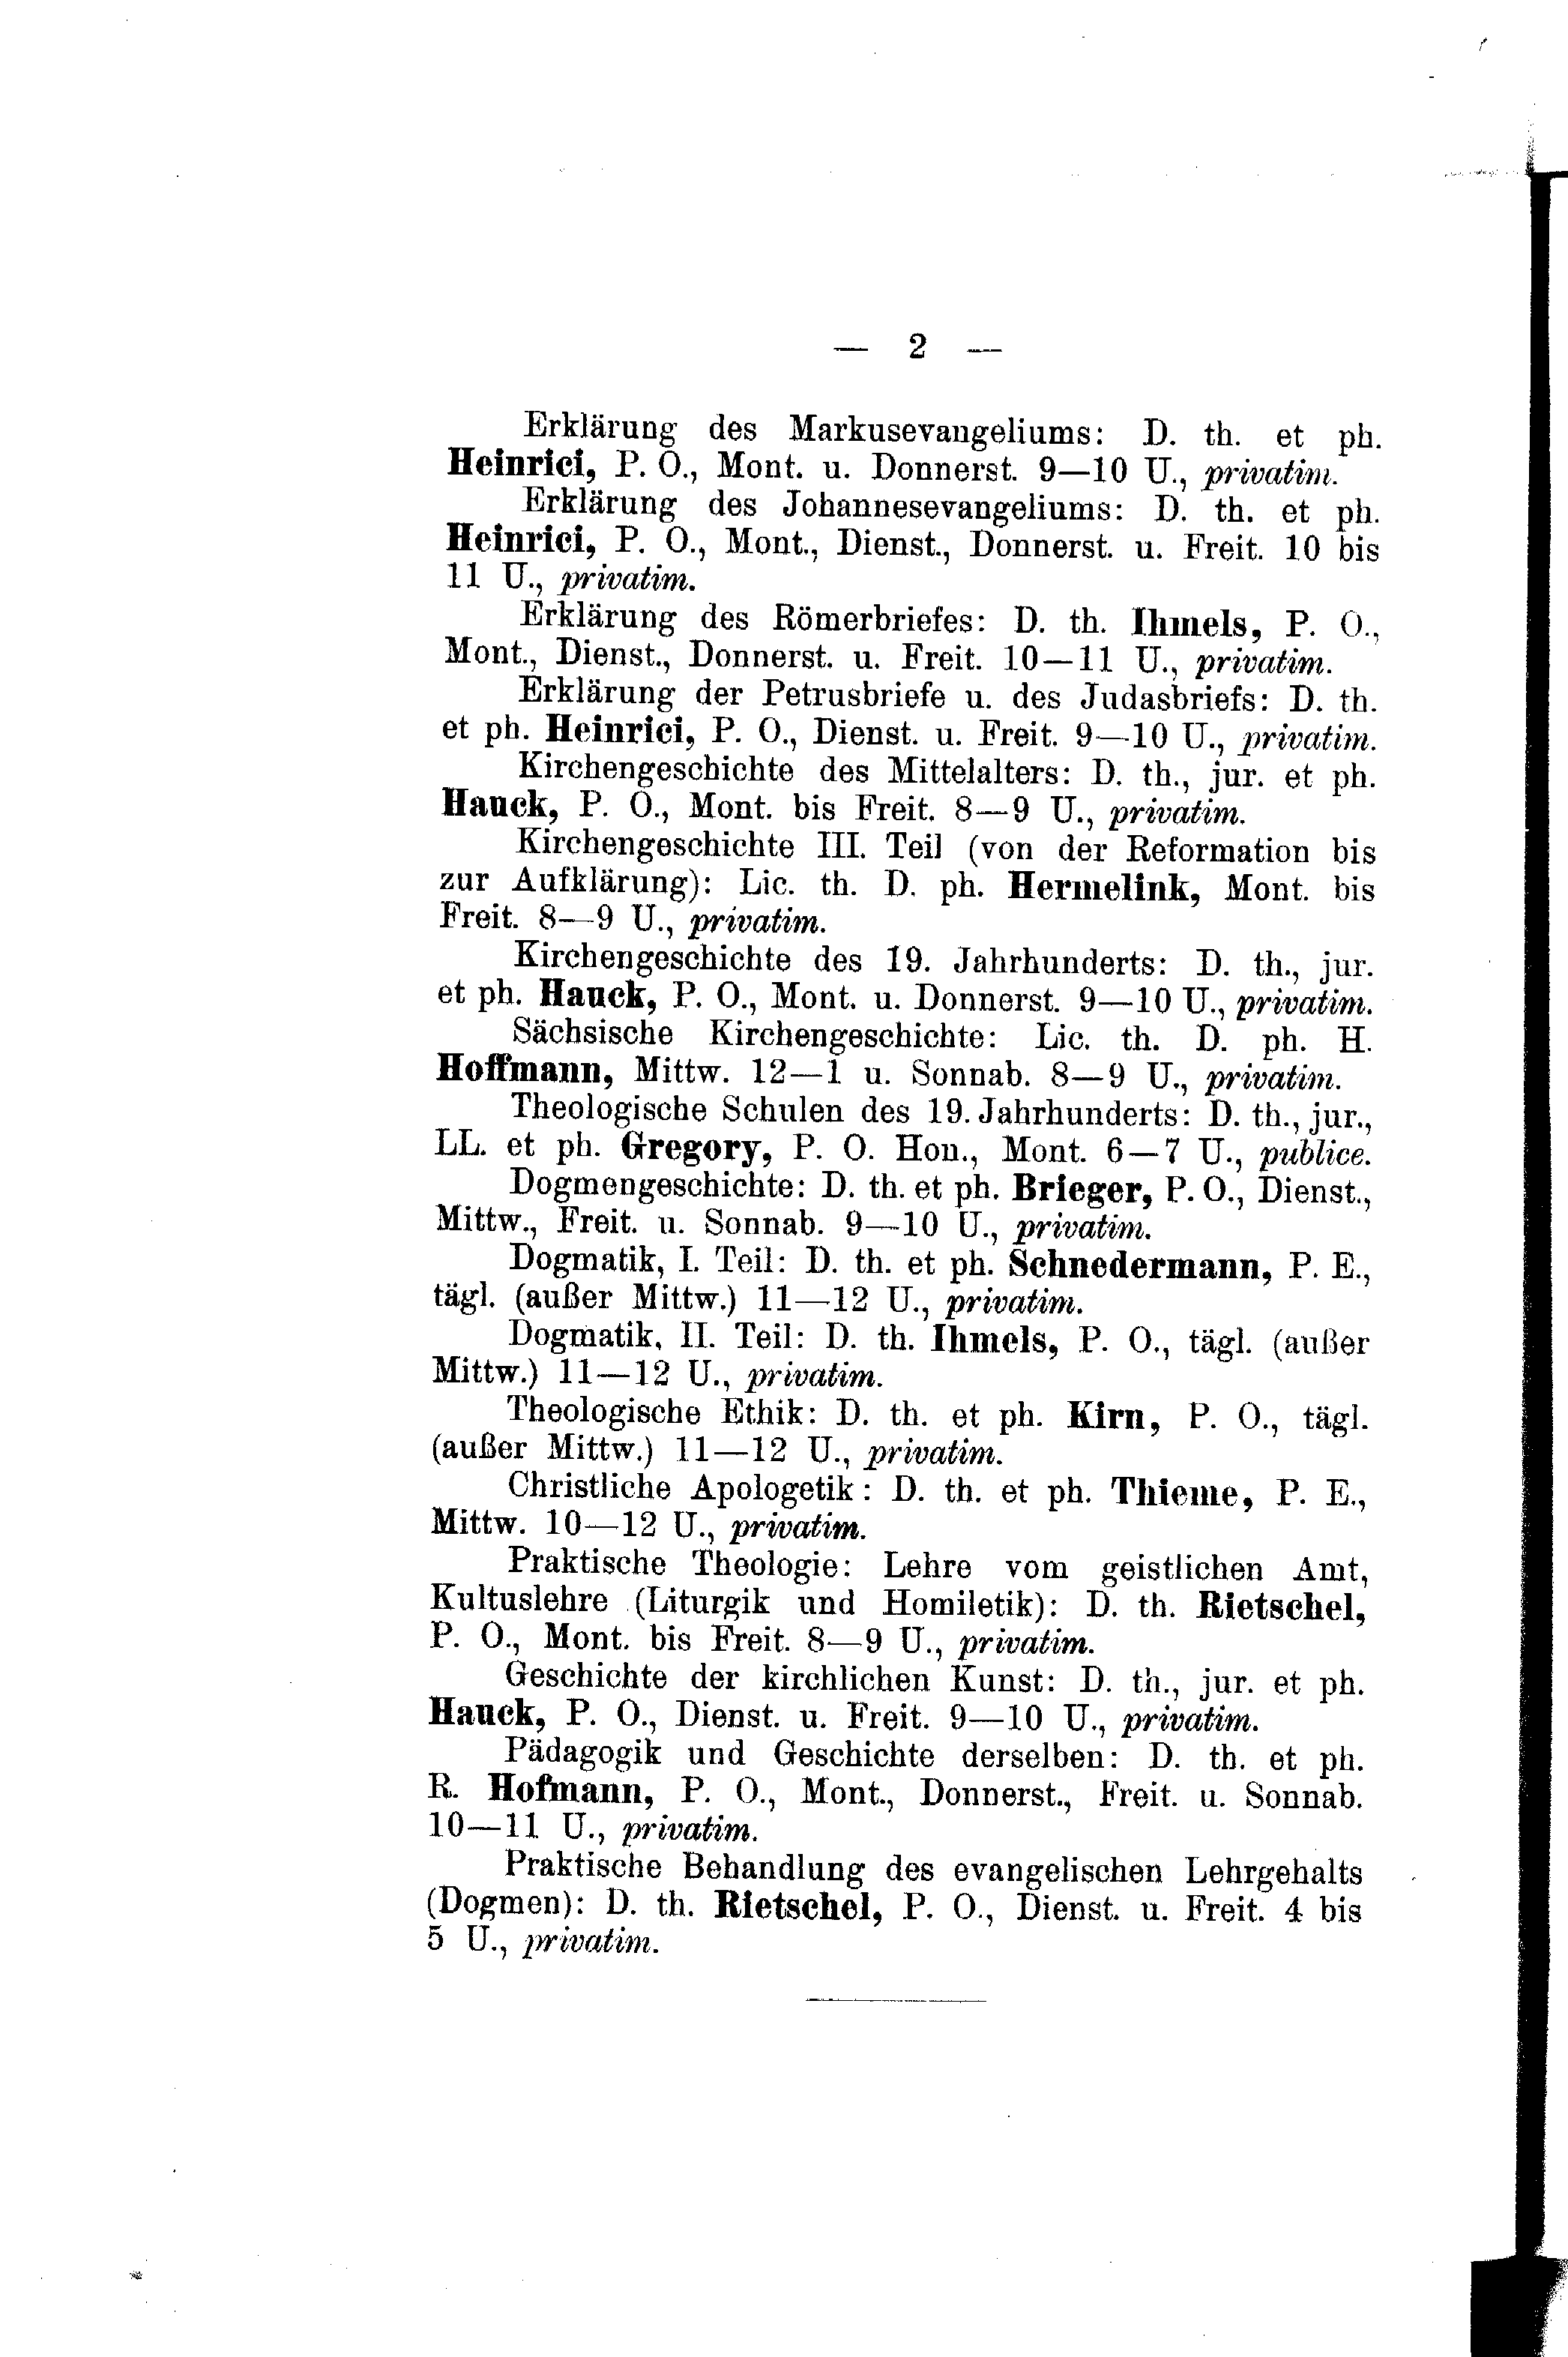 — 2 —
Erklärung des Markusevangeliums: D. th. et ph.
Heinrici, P. O., Mont. u. Donnerst. 9—10 U., privatim.
Erklärung des Johannesevangeliums: D. th. et ph.
Heinrici, P. O., Mont., Dienst., Donnerst. u. Freit. 10 bis
11 U., privatim.
Erklärung des Römerbriefes: D. th. Ihmels, P. O.,
Mont., Dienst., Donnerst. u. Freit. 10—11 U., privatim.
Erklärung der Petrusbriefe u. des Judasbriefs: D. th.
et ph. Heinrici, P. O., Dienst. u. Freit. 9—10 U., privatim.
Kirchengeschichte des Mittelalters: D. th., jur. et ph.
Hauck, P. O., Mont. bis Freit. 8—9 U., privatim.
Kirchengeschichte III. Teil (von der Reformation bis
zur Aufklärung): Lic. th. D. ph. Hermelink, Mont. bis
Freit. 8—9 U., privatim.
Kirchengeschichte des 19. Jahrhunderts: D. th., jur.
et ph. Hauck, P. O., Mont. u. Donnerst. 9—10 U., privatim.
Sächsische Kirchengeschichte: Lic. th. D. ph. H.
Hoffmann, Mittw. 12—1 u. Sonnab. 8—9 U., privatim.
Theologische Schulen des 19. Jahrhunderts: D. th., jur.,
LL. et ph. Gregory, P. O. Hon., Mont. 6—7 U., publice.
Dogmengeschichte: D. th. et ph. Brieger, P. O., Dienst.,
Mittw., Freit. u. Sonnab. 9—10 U., privatim.
Dogmatik, I. Teil: D. th. et ph. Schnedermann, P. E.,
tägl. (außer Mittw.) 11—12 U., privatim.
Dogmatik, II. Teil: D. th. Ihmels, P. O., tägl. (außer
Mittw.) 11—12 U., privatim.
Theologische Ethik: D. th. et ph. Kirn, P. O., tägl.
(außer Mittw.) 11—12 U., privatim.
Christliche Apologetik: D. th. et ph. Thieme, P. E.,
Mittw. 10—12 U., privatim.
Praktische Theologie: Lehre vom geistlichen Amt,
Kultuslehre (Liturgik und Homiletik): D. th. Rietschel,
P. O., Mont. bis Freit. 8—9 U., privatim.
Geschichte der kirchlichen Kunst: D. th., jur. et ph.
Hauck, P. O., Dienst. u. Freit. 9—10 U., privatim.
Pädagogik und Geschichte derselben: D. th. et ph.
R. Hofmann, P. O., Mont., Donnerst., Freit. u. Sonnab.
10—11 U., privatim.
Praktische Behandlung des evangelischen Lehrgehalts
(Dogmen): D. th. Rietschel, P. O., Dienst. u. Freit. 4 bis
5 U., privatim.